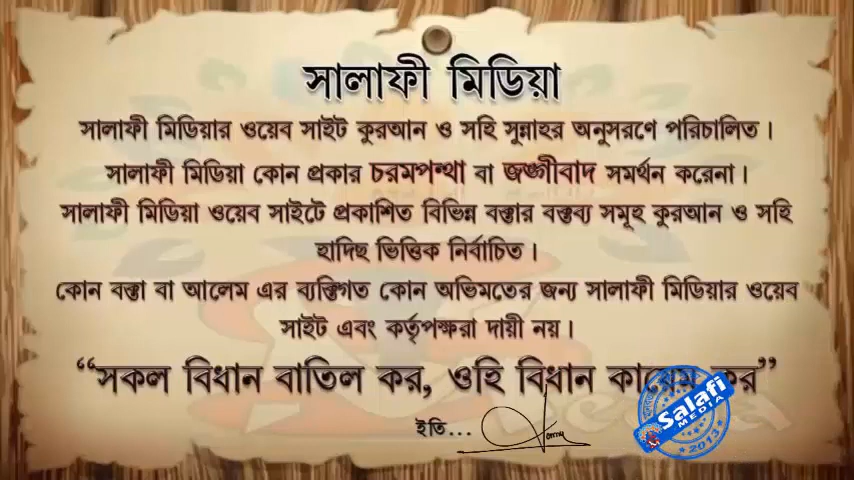 সালাফী মিডিয়া
সালাফী মিডিয়ার ওয়েব সাইট কুরআন ও সহি সুন্নাহর অনুসরণে পরিচালিত।
সালাফী মিডিয়া কোন প্রকার চরমপন্থা বা জঙ্গীবাদ সমর্থন করেনা।
সালাফী মিডিয়া ওয়েব সাইটে প্রকাশিত বিভিন্ন বক্তার বক্তব্য সমূহ কুরআন ও সহি
হাদিছ ভিত্তিক নির্বাচিত।
কোন বক্তা বা আলেম এর ব্যক্তিগত কোন অভিমতের জন্য সালাফী মিডিয়ার ওয়েব
সাইট এবং কর্তৃপক্ষরা দায়ী নয়।
“সকল বিধান বাতিল কর, ওহি বিধান কায়েম কর”
ইতি...
Salafi
MEDIA
2013